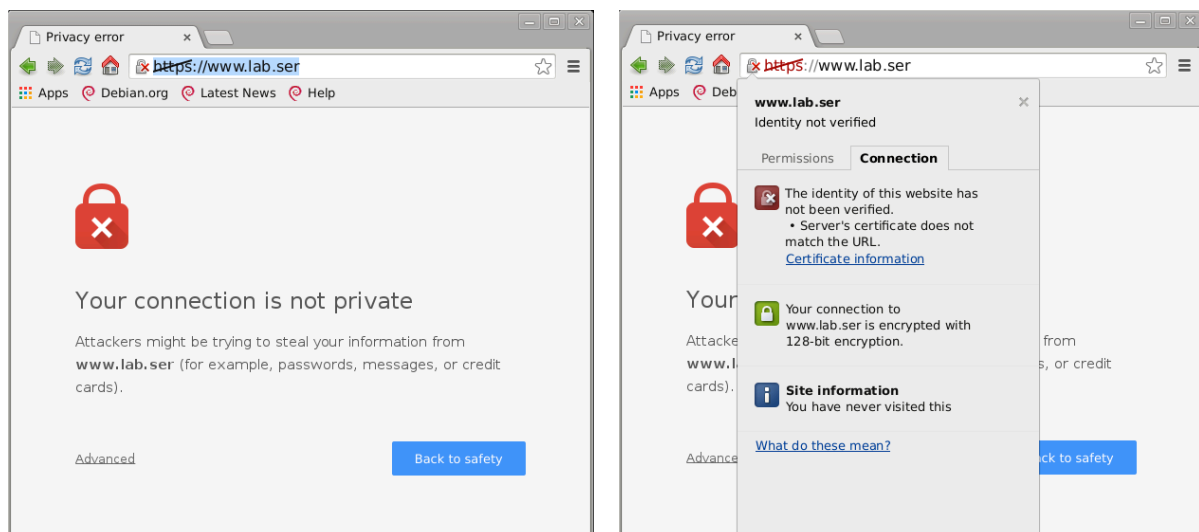 Privacy error
https://www.lab.ser
Apps Debian.org Latest News Help
Your connection is not private
Attackers might be trying to steal your information from
www.lab.ser (for example, passwords, messages, or credit
cards).
Advanced
Back to safety
Privacy error
https://www.lab.ser
Apps Deb
www.lab.ser
Identity not verified
Permissions Connection
The identity of this website has
not been verified.
• Server's certificate does not
match the URL.
Certificate information
Your connection to
www.lab.ser is encrypted with
128-bit encryption.
Site information
You have never visited this
What do these mean?
Your
Attacke from
www.l s, or credit
cards).
Advance ck to safety